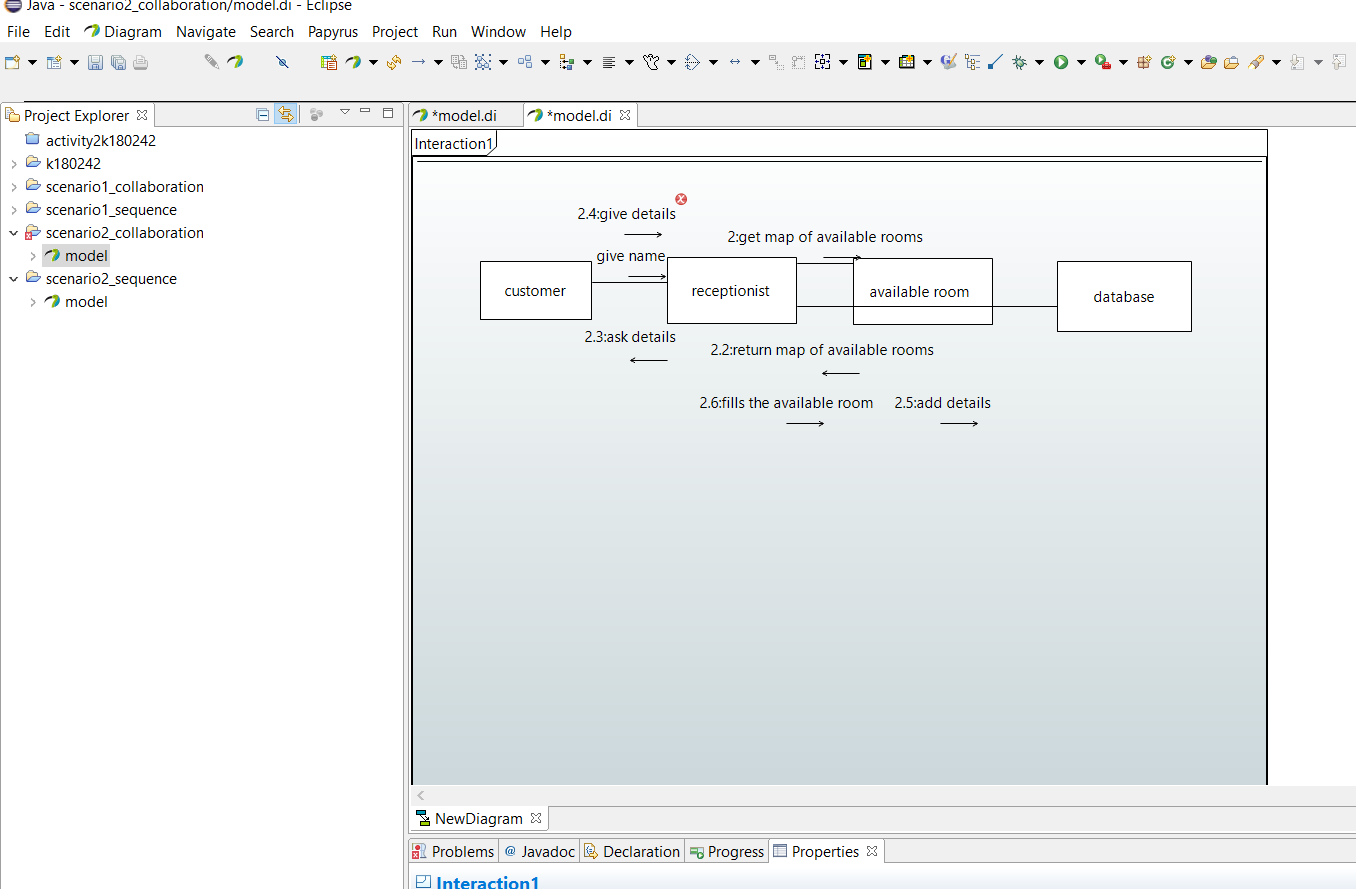 Java - scenario2_collaboration/model.di - Eclipse
File Edit Diagram Navigate Search Project Papyrus Project Run Window Help
Project Explorer
activity2k180242
k180242
scenario1_collaboration
scenario1_sequence
scenario2_collaboration
model
scenario2_sequence
model
*model.di *model.di
Interaction1
2.4:give details
2:get map of available rooms
give name
customer receptionist available room database
2.3:ask details
2.2:return map of available rooms
2.6:fills the available room 2.5:add details
NewDiagram
Problems @ Javadoc Declaration Progress Properties
Interaction1